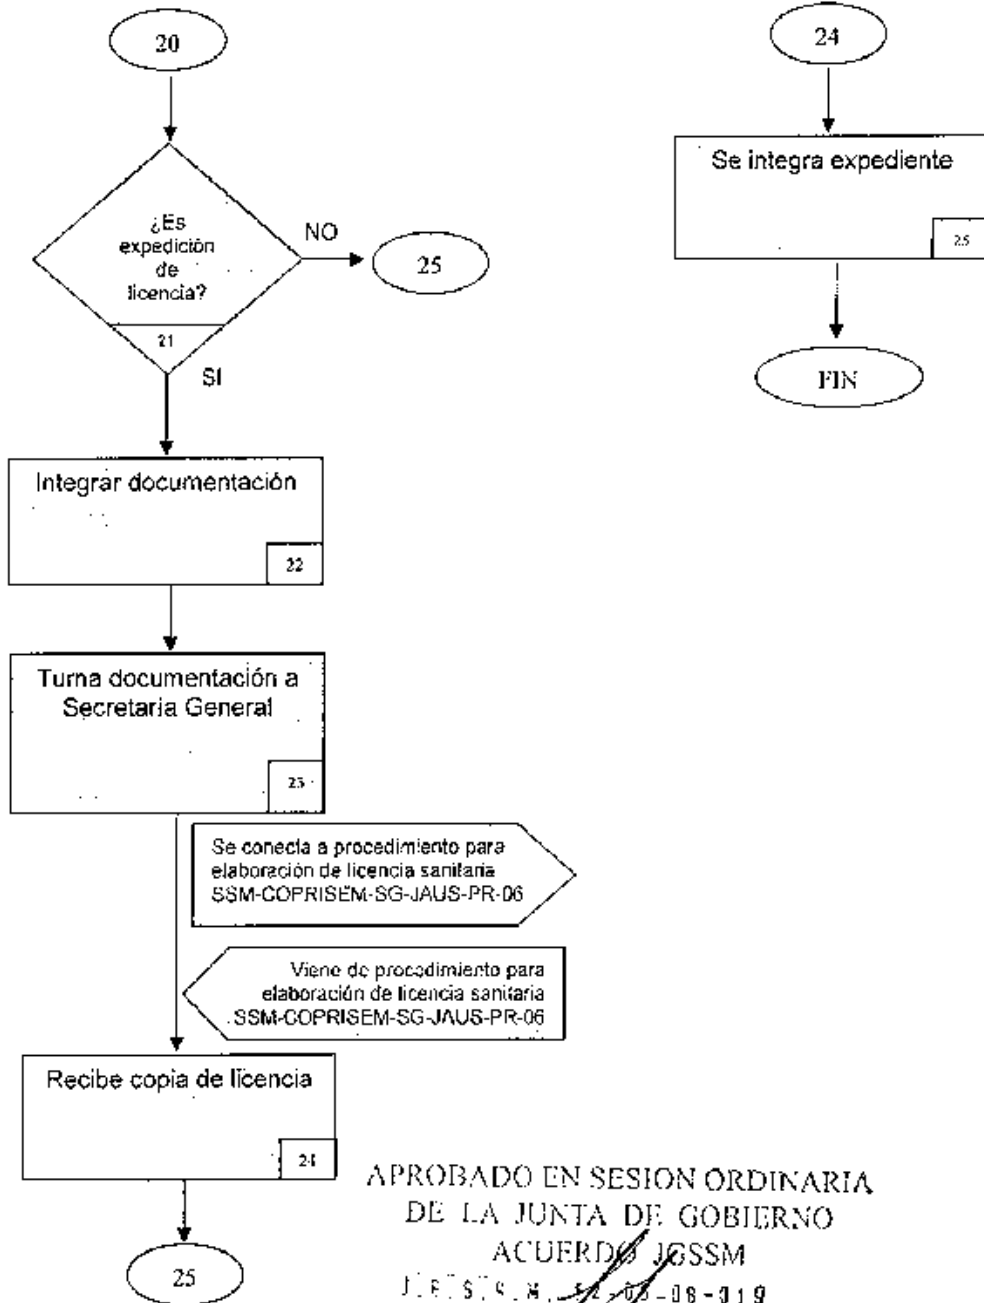 20
¿Es
expedición
de
licencia?
21
NO
25
SI
Integrar documentación
22
Turna documentación a
Secretaria General
23
Se conecta a procedimiento para
elaboración de licencia sanitaria
SSM-COPRISEM-SG-JAUS-PR-06
Viene de procedimiento para
elaboración de licencia sanitaria
SSM-COPRISEM-SG-JAUS-PR-06
Recibe copia de licencia
24
25
24
Se integra expediente
25
FIN
APROBADO EN SESION ORDINARIA
DE LA JUNTA DE GOBIERNO
ACUERDO JGSSM